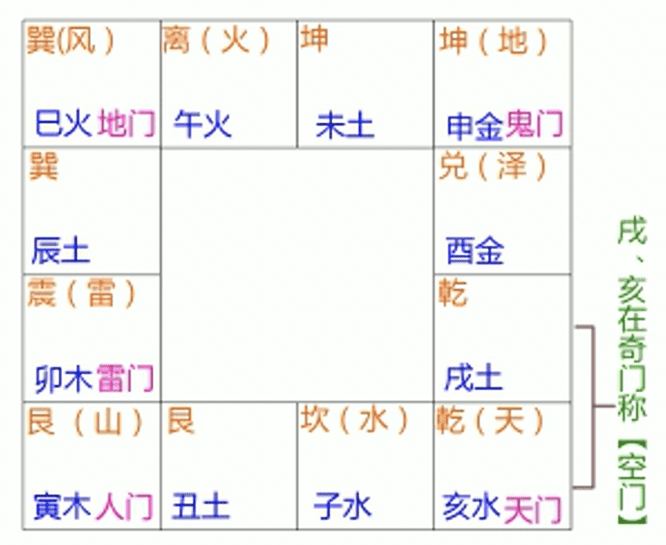 巽(风）
离（火）
坤
坤（地）
巳火 地门
午火
未土
申金鬼门
巽
兑（泽）
辰土
酉金
震（雷）
乾
卯木 雷门
戌土
艮（山）
艮
坎（水）
乾（天）
寅木 人门
丑土
子水
亥水 天门
戌、亥在奇门称【空门】